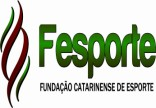 Fesporte
FUNDAÇÃO CATARINENSE DE ESPORTE